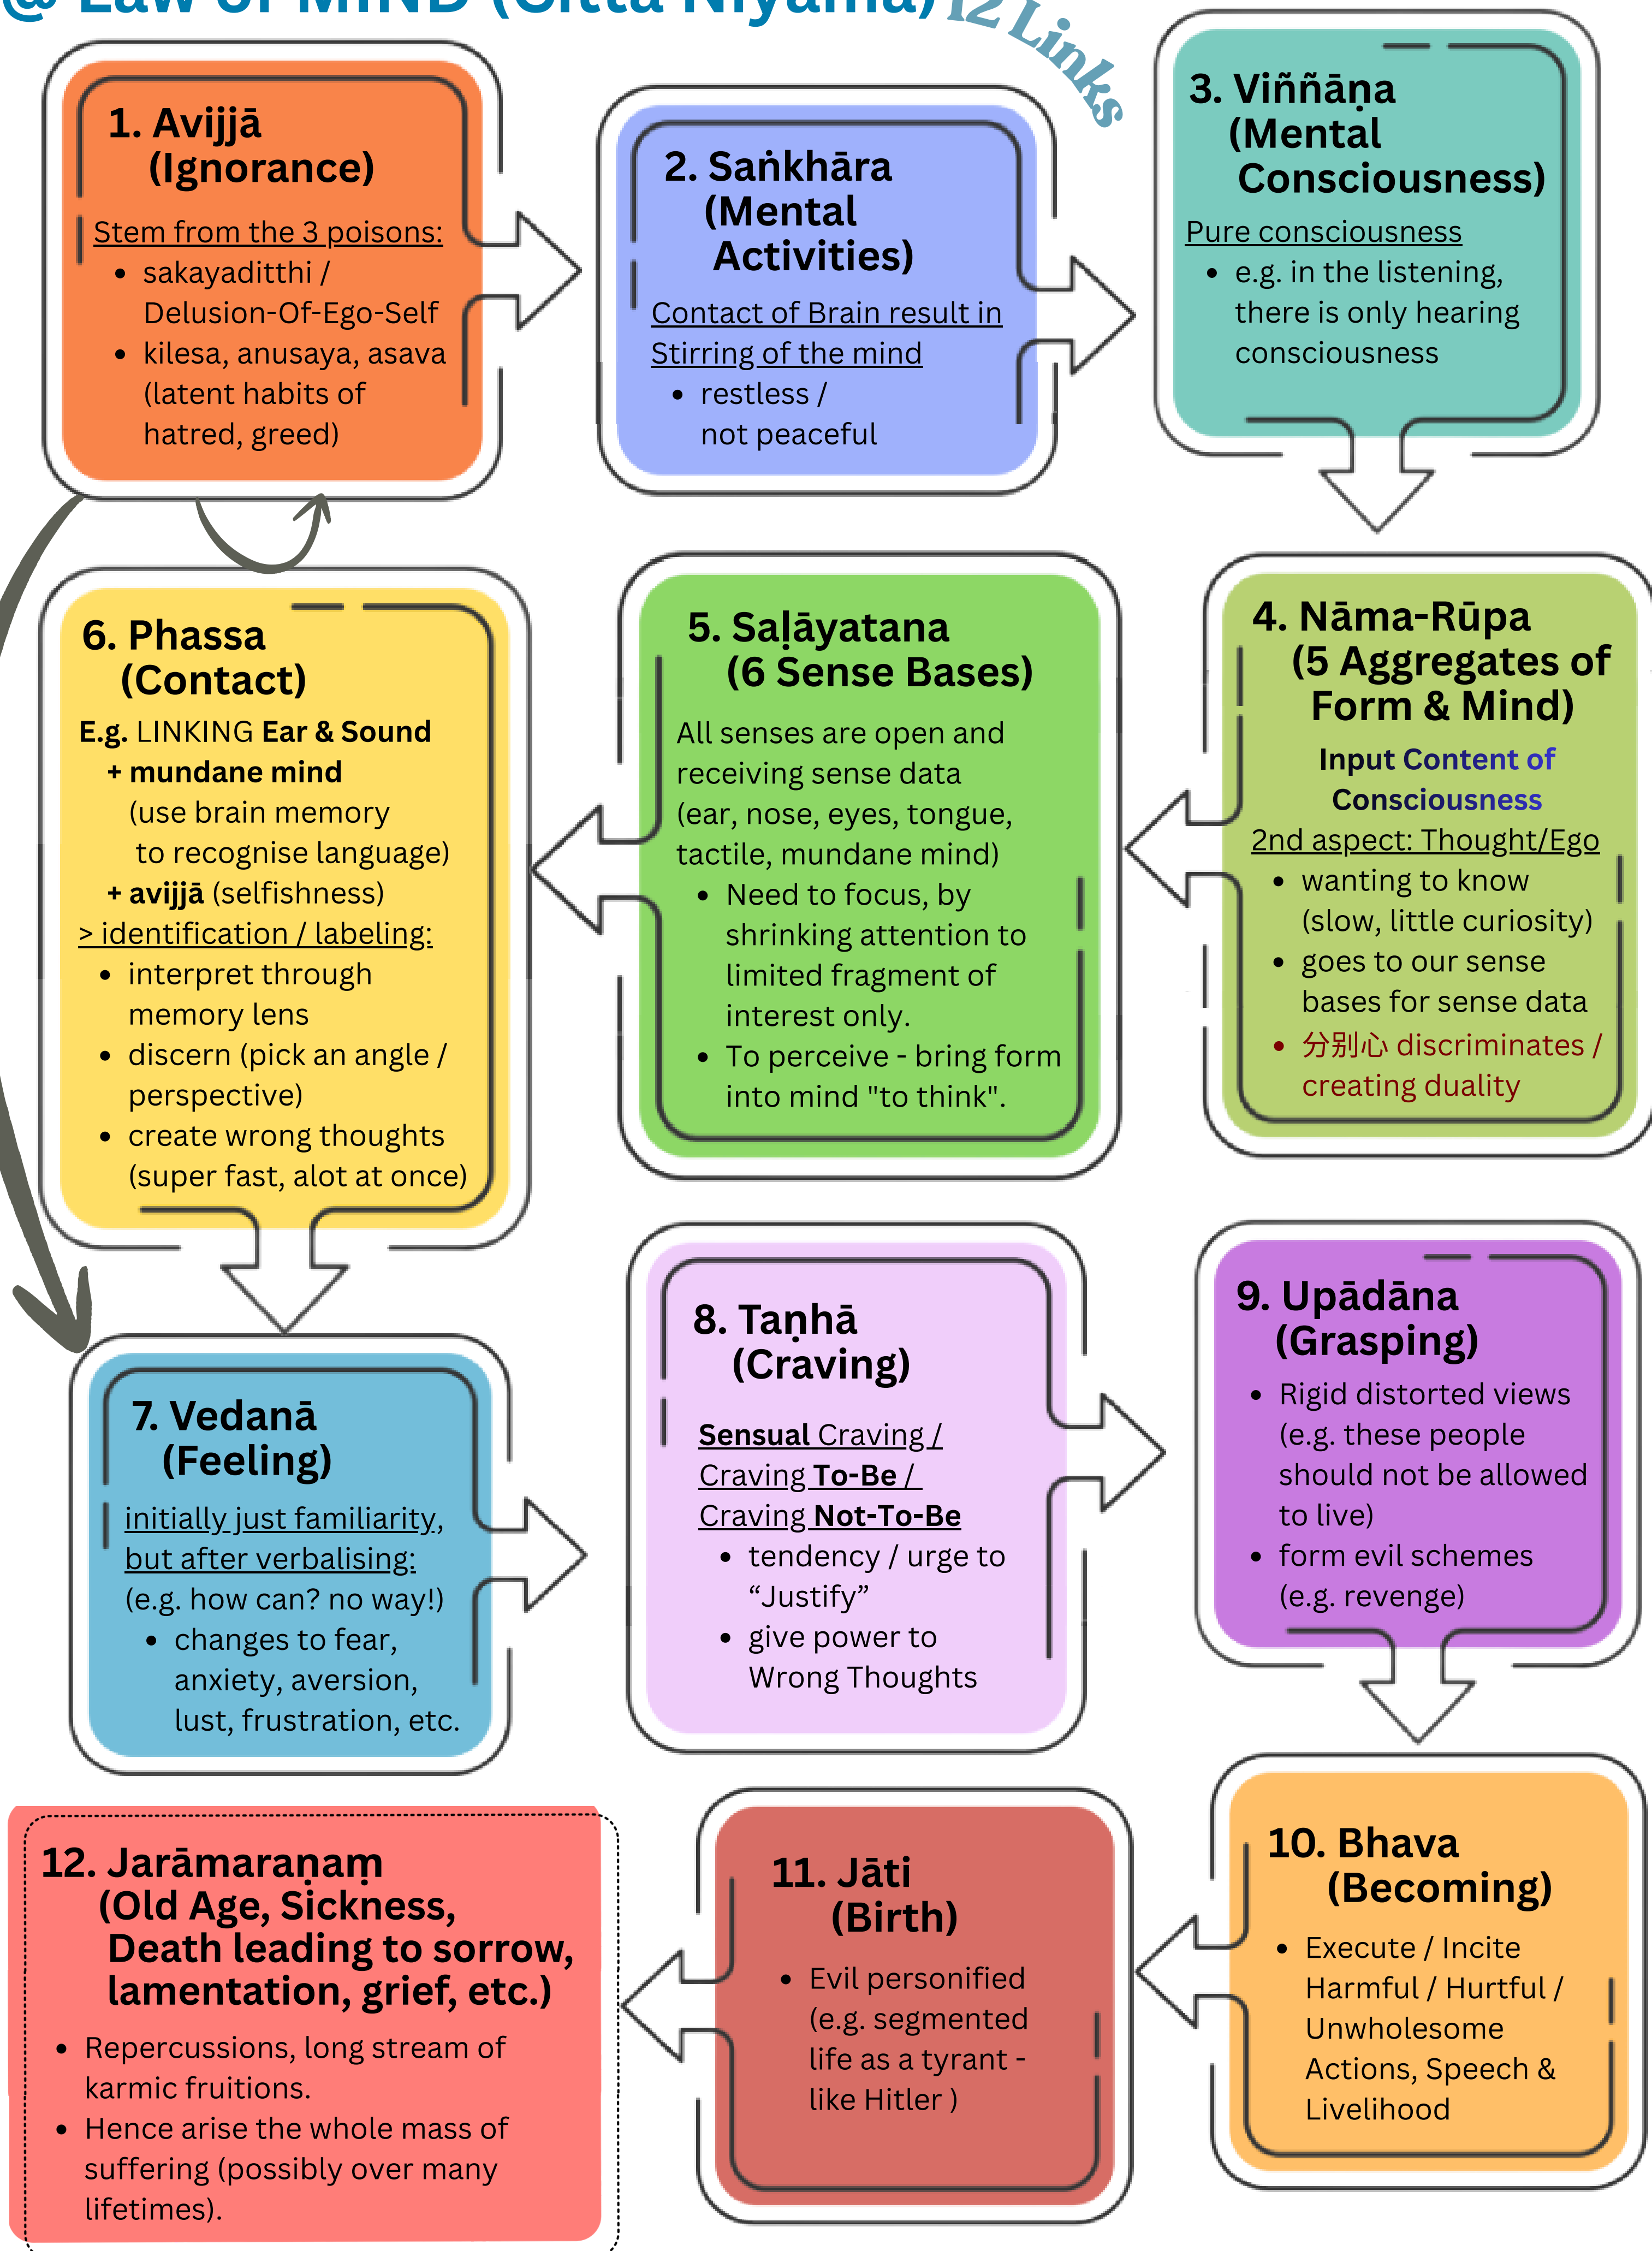 @ Law of MIND (Citta Niyama)
12 Links
1. Avijjā
(Ignorance)
Stem from the 3 poisons:
• sakayaditthi /
Delusion-Of-Ego-Self
• kilesa, anusaya, asava
(latent habits of
hatred, greed)
2. Saṅkhāra
(Mental
Activities)
Contact of Brain result in
Stirring of the mind
• restless /
not peaceful
3. Viññāṇa
(Mental
Consciousness)
Pure consciousness
• e.g. in the listening,
there is only hearing
consciousness
4. Nāma-Rūpa
(5 Aggregates of
Form & Mind)
Input Content of
Consciousness
2nd aspect: Thought/Ego
• wanting to know
(slow, little curiosity)
• goes to our sense
bases for sense data
• 分别心 discriminates /
creating duality
5. Saḷāyatana
(6 Sense Bases)
All senses are open and
receiving sense data
(ear, nose, eyes, tongue,
tactile, mundane mind)
• Need to focus, by
shrinking attention to
limited fragment of
interest only.
• To perceive - bring form
into mind "to think".
6. Phassa
(Contact)
E.g. LINKING Ear & Sound
+ mundane mind
(use brain memory
to recognise language)
+ avijjā (selfishness)
> identification / labeling:
• interpret through
memory lens
• discern (pick an angle /
perspective)
• create wrong thoughts
(super fast, alot at once)
7. Vedanā
(Feeling)
initially just familiarity,
but after verbalising:
(e.g. how can? no way!)
• changes to fear,
anxiety, aversion,
lust, frustration, etc.
8. Taṇhā
(Craving)
Sensual Craving /
Craving To-Be /
Craving Not-To-Be
• tendency / urge to
“Justify”
• give power to
Wrong Thoughts
9. Upādāna
(Grasping)
• Rigid distorted views
(e.g. these people
should not be allowed
to live)
• form evil schemes
(e.g. revenge)
10. Bhava
(Becoming)
• Execute / Incite
Harmful / Hurtful /
Unwholesome
Actions, Speech &
Livelihood
11. Jāti
(Birth)
• Evil personified
(e.g. segmented
life as a tyrant -
like Hitler )
12. Jarāmaraṇaṃ
(Old Age, Sickness,
Death leading to sorrow,
lamentation, grief, etc.)
• Repercussions, long stream of
karmic fruitions.
• Hence arise the whole mass of
suffering (possibly over many
lifetimes).